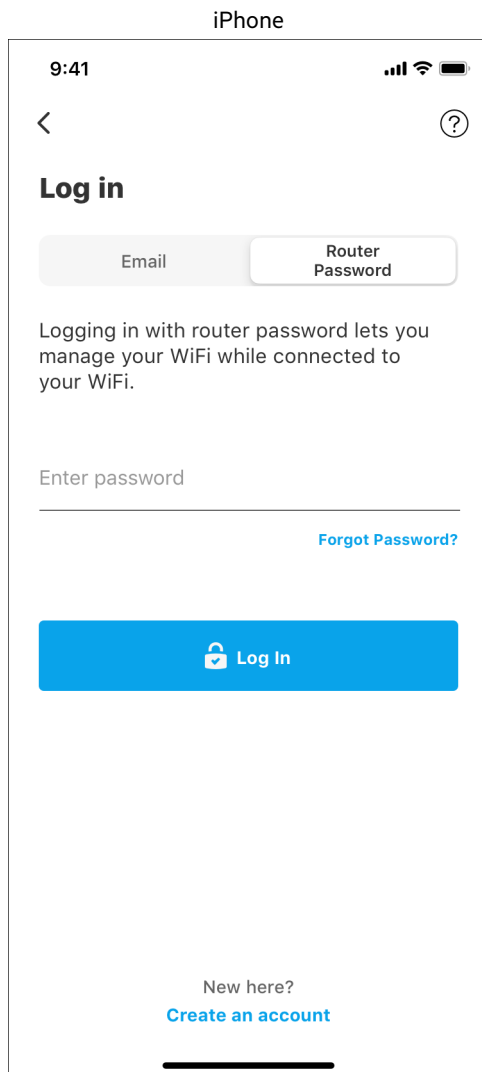 iPhone
9:41
Log in
Email
Router
Password
Logging in with router password lets you
manage your WiFi while connected to
your WiFi.
Enter password
Forgot Password?
Log In
New here?
Create an account